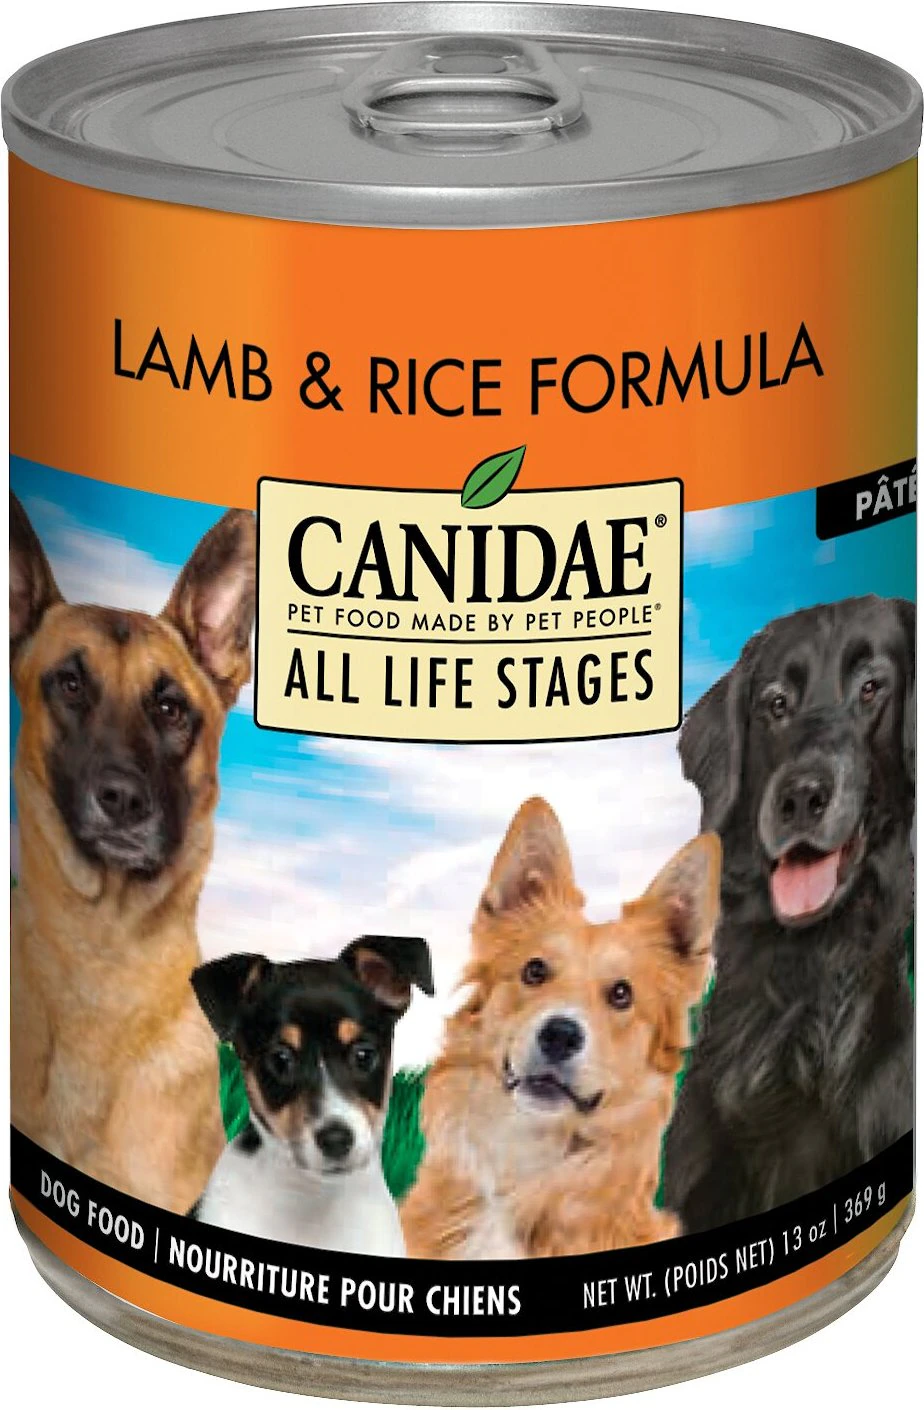 LAMB & RICE FORMULA
PÂTÉ
CANIDAE®
PET FOOD MADE BY PET PEOPLE®
ALL LIFE STAGES
DOG FOOD | NOURRITURE POUR CHIENS
NET WT. (POIDS NET) 13 oz | 369 g